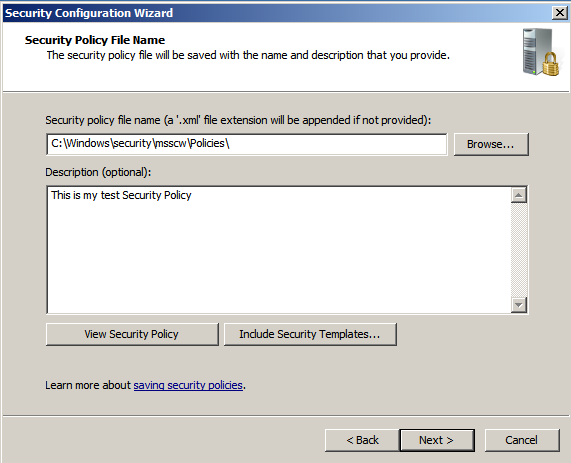 Security Configuration Wizard
Security Policy File Name
The security policy file will be saved with the name and description that you provide.
Security policy file name (a '.xml' file extension will be appended if not provided):
C:\Windows\security\msscw\Policies\
Browse...
Description (optional):
This is my test Security Policy
View Security Policy
Include Security Templates...
Learn more about saving security policies.
< Back
Next >
Cancel